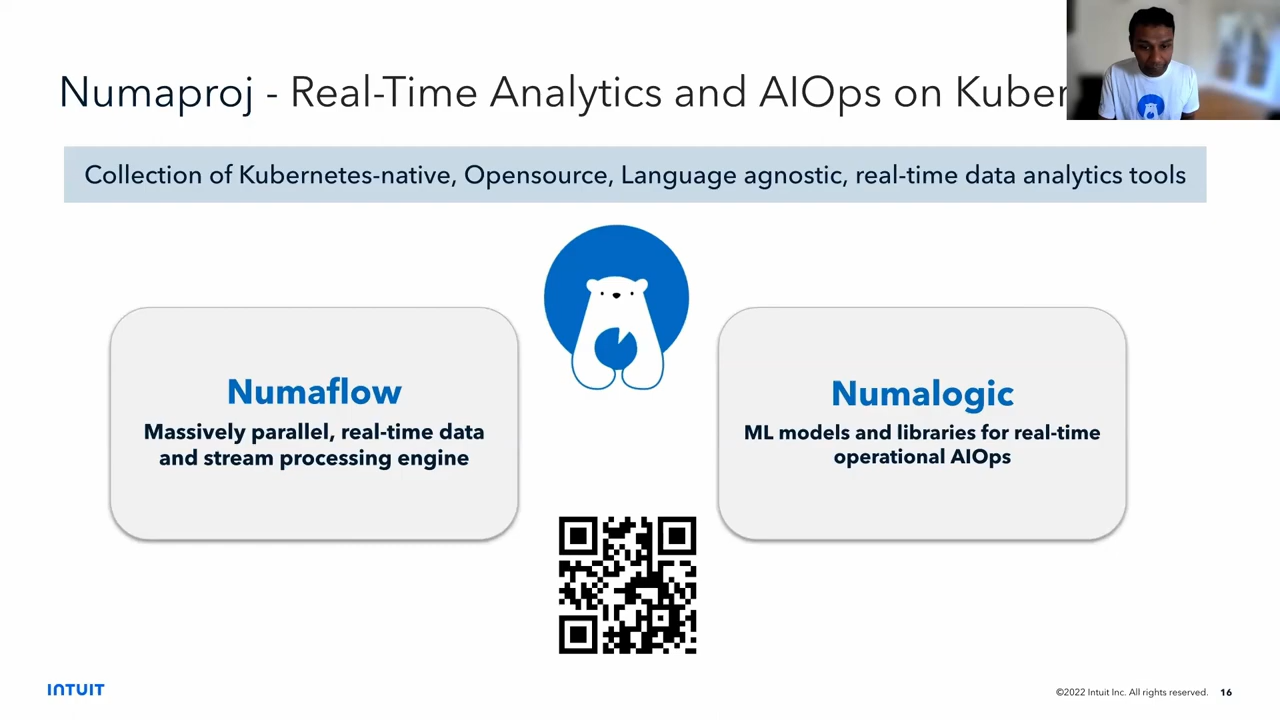 Numaproj - Real-Time Analytics and AIOps on Kuber
Collection of Kubernetes-native, Opensource, Language agnostic, real-time data analytics tools
Numaflow
Massively parallel, real-time data
and stream processing engine
Numalogic
ML models and libraries for real-time
operational AIOps
INTUIT
©2022 Intuit Inc. All rights reserved. 16